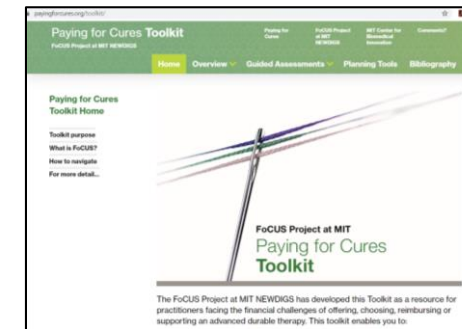 payingforcures.org/toolkit/
Paying for Cures Toolkit
FoCUS Project at MIT NEWDIGS
Paying for
Cures
FoCUS Project
at MIT
NEWDIGS
MIT Center for
Biomedical
Innovation
Comments?
Home
Overview
Guided Assessments
Planning Tools
Bibliography
Paying for Cures
Toolkit Home
Toolkit purpose
What is FoCUS?
How to navigate
For more detail...
FoCUS Project at MIT
Paying for Cures
Toolkit
The FoCUS Project at MIT NEWDIGS has developed this Toolkit as a resource for
practitioners facing the financial challenges of offering, choosing, reimbursing or
supporting an advanced durable therapy. This toolkit enables you to: